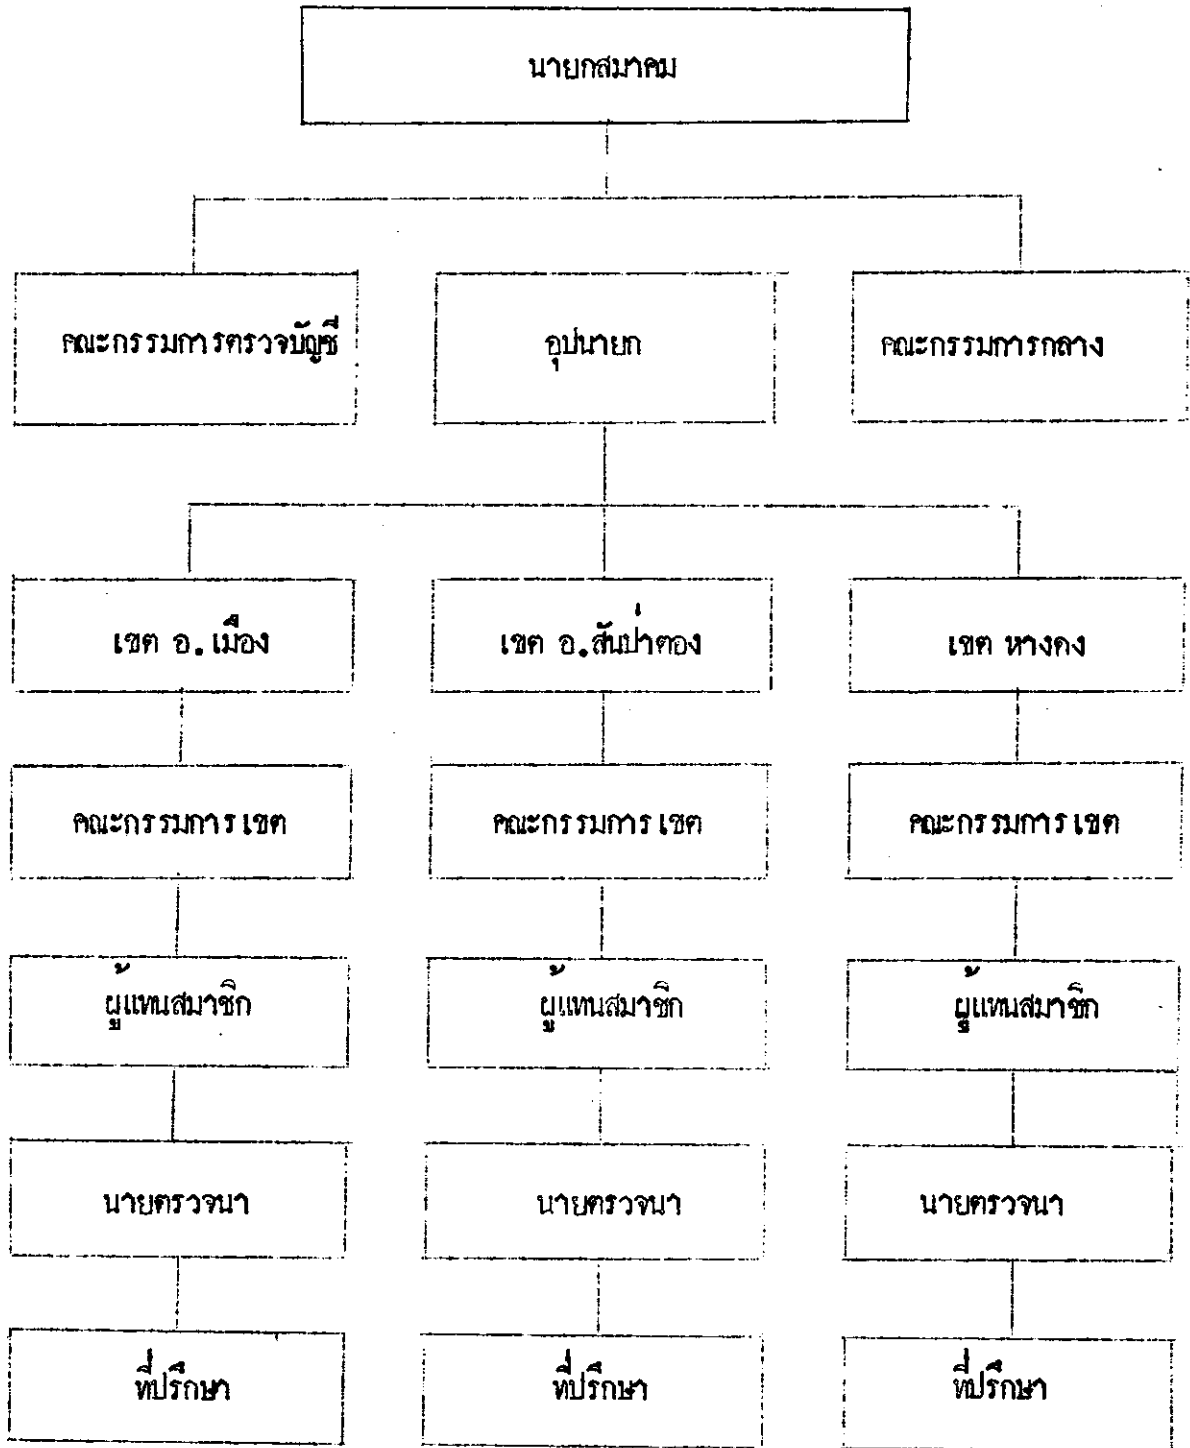 นายกสมาคม
คณะกรรมการตรวจบัญชี
อุปนายก
คณะกรรมการกลาง
เขต อ.เมือง
เขต อ.สันป่าตอง
เขต หางดง
คณะกรรมการเขต
คณะกรรมการเขต
คณะกรรมการเขต
ผู้แทนสมาชิก
ผู้แทนสมาชิก
ผู้แทนสมาชิก
นายตรวจนา
นายตรวจนา
นายตรวจนา
ที่ปรึกษา
ที่ปรึกษา
ที่ปรึกษา